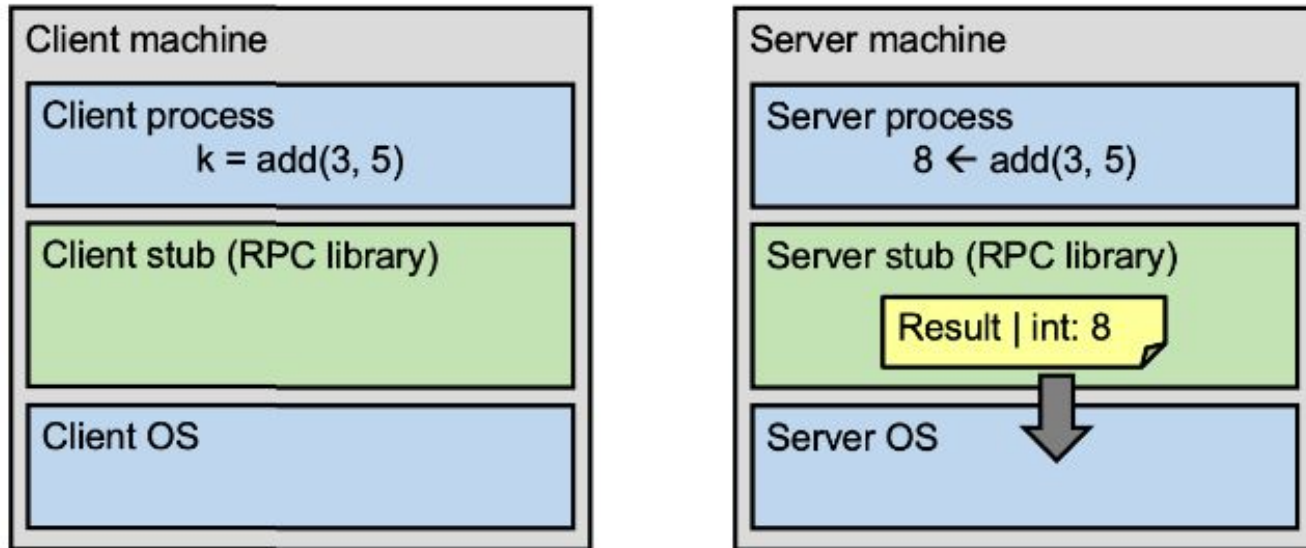 Client machine
Client process
k = add(3, 5)
Client stub (RPC library)
Client OS
Server machine
Server process
8 ← add(3, 5)
Server stub (RPC library)
Result | int: 8
Server OS